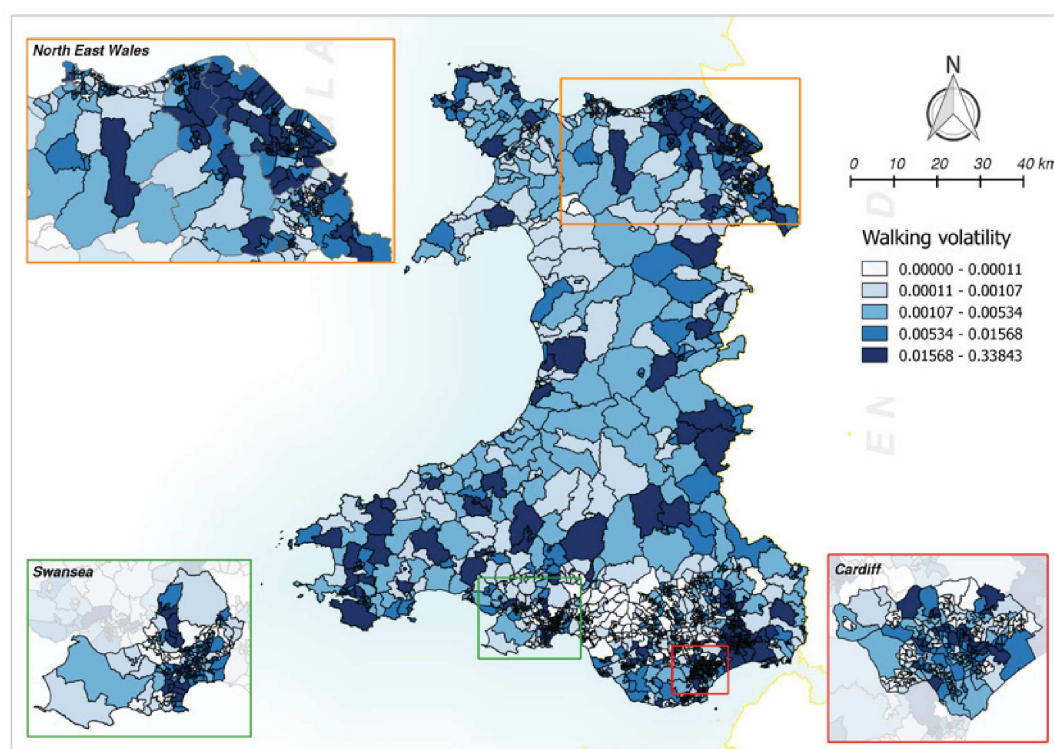 North East Wales
N
0 10 20 30 40 km
Walking volatility
0.00000 - 0.00011
0.00011 - 0.00107
0.00107 - 0.00534
0.00534 - 0.01568
0.01568 - 0.33843
Swansea
Cardiff